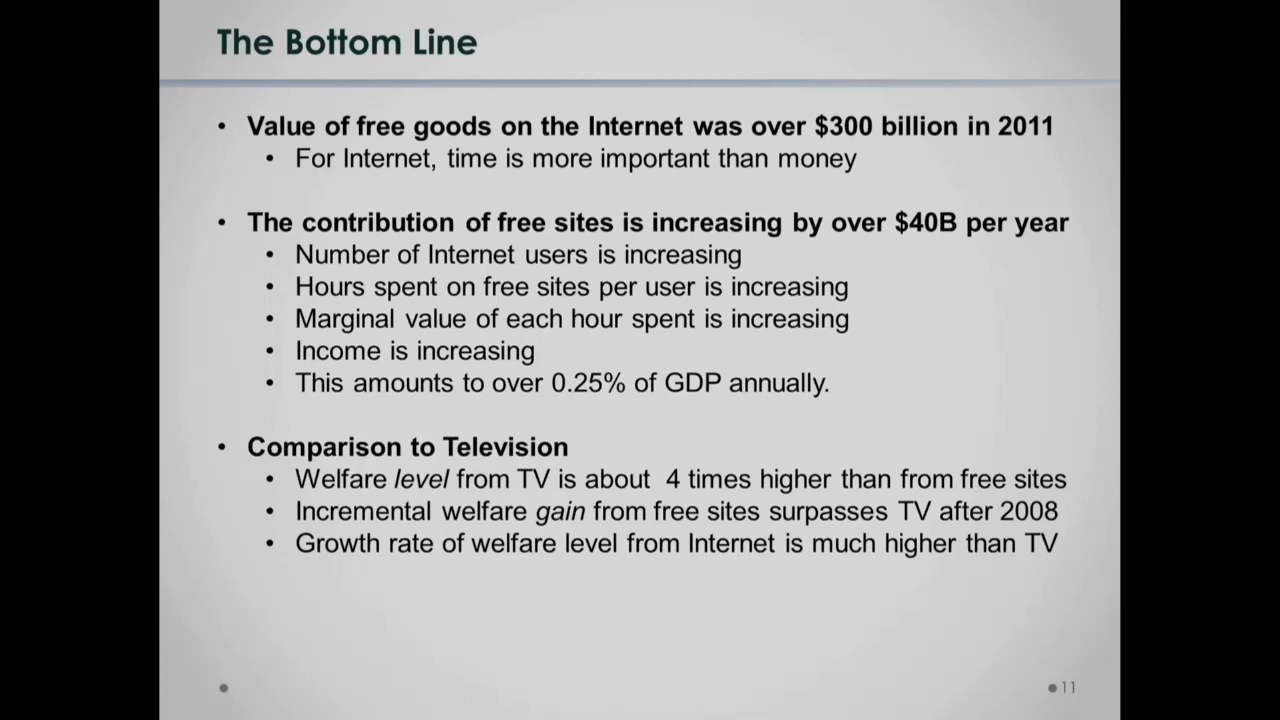 The Bottom Line
• Value of free goods on the Internet was over $300 billion in 2011
• For Internet, time is more important than money
• The contribution of free sites is increasing by over $40B per year
• Number of Internet users is increasing
• Hours spent on free sites per user is increasing
• Marginal value of each hour spent is increasing
• Income is increasing
• This amounts to over 0.25% of GDP annually.
• Comparison to Television
• Welfare level from TV is about 4 times higher than from free sites
• Incremental welfare gain from free sites surpasses TV after 2008
• Growth rate of welfare level from Internet is much higher than TV
11